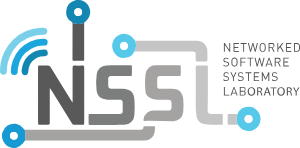 NSSL
NETWORKED
SOFTWARE
SYSTEMS
LABORATORY